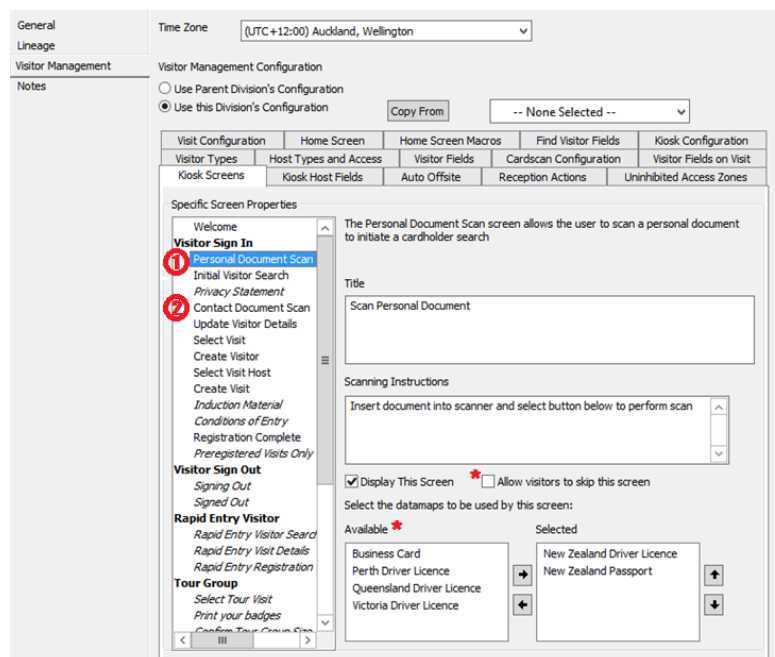 General
Lineage
Visitor Management
Notes
Time Zone
(UTC+12:00) Auckland, Wellington
Visitor Management Configuration
Use Parent Division's Configuration
Use this Division's Configuration
Copy From
-- None Selected --
Visit Configuration
Home Screen
Home Screen Macros
Find Visitor Fields
Kiosk Configuration
Visitor Types
Host Types and Access
Visitor Fields
Cardscan Configuration
Visitor Fields on Visit
Kiosk Screens
Kiosk Host Fields
Auto Offsite
Reception Actions
Uninhibited Access Zones
Specific Screen Properties
Welcome
Visitor Sign In
1 Personal Document Scan
Initial Visitor Search
Privacy Statement
2 Contact Document Scan
Update Visitor Details
Select Visit
Create Visitor
Select Visit Host
Create Visit
Induction Material
Conditions of Entry
Registration Complete
Preregistered Visits Only
Visitor Sign Out
Signing Out
Signed Out
Rapid Entry Visitor
Rapid Entry Visitor Searc
Rapid Entry Visit Details
Rapid Entry Registration
Tour Group
Select Tour Visit
Print your badges
Confirm Tour Group Size
The Personal Document Scan screen allows the user to scan a personal document
to initiate a cardholder search
Title
Scan Personal Document
Scanning Instructions
Insert document into scanner and select button below to perform scan
Display This Screen
* Allow visitors to skip this screen
Select the datamaps to be used by this screen:
Available *
Business Card
Perth Driver Licence
Queensland Driver Licence
Victoria Driver Licence
Selected
New Zealand Driver Licence
New Zealand Passport